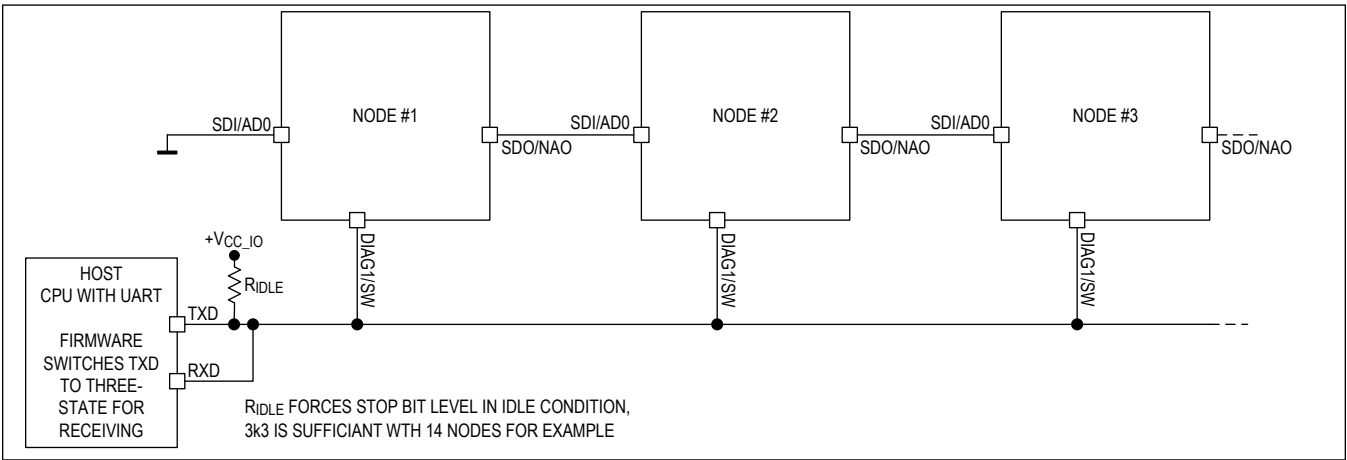 NODE #1
NODE #2
NODE #3
SDI/AD0
SDO/NAO
SDI/AD0
SDO/NAO
SDI/AD0
SDO/NAO
DIAG1/SW
DIAG1/SW
DIAG1/SW
+VCC_IO
RIDLE
HOST
CPU WITH UART
FIRMWARE
SWITCHES TXD
TO THREE-
STATE FOR
RECEIVING
TXD
RXD
RIDLE FORCES STOP BIT LEVEL IN IDLE CONDITION,
3k3 IS SUFFICIANT WTH 14 NODES FOR EXAMPLE